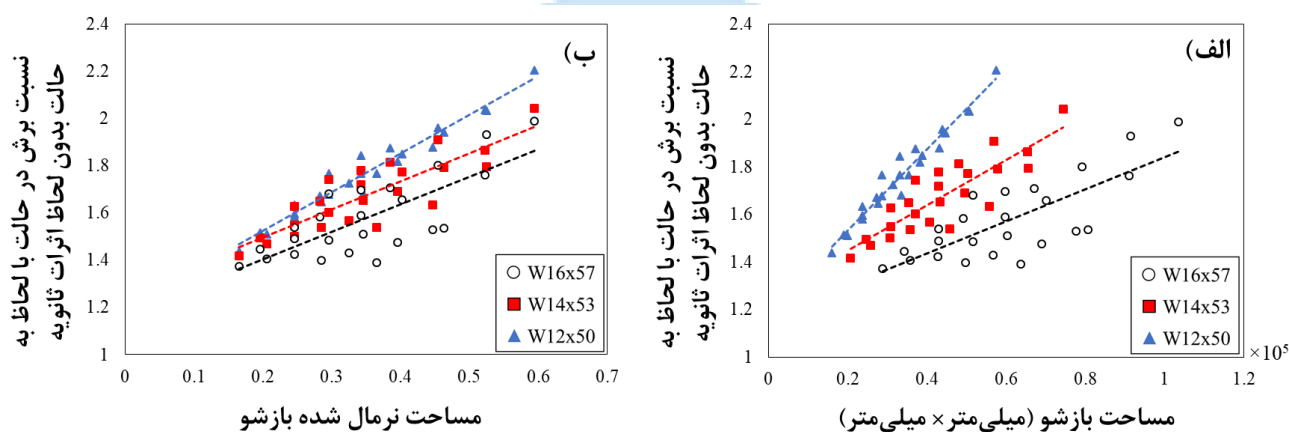 نسبت برش در حالت با لحاظ به
حالت بدون لحاظ اثرات ثانویه
الف)
2.4
2.2
2
1.8
1.6
1.4
1.2
1
0
0.2
0.4
0.6
0.8
1
1.2
×10⁵
W16x57
W14x53
W12x50
مساحت بازشو (میلی‌متر× میلی‌متر)
نسبت برش در حالت با لحاظ به
حالت بدون لحاظ اثرات ثانویه
ب)
2.4
2.2
2
1.8
1.6
1.4
1.2
1
0
0.1
0.2
0.3
0.4
0.5
0.6
0.7
W16x57
W14x53
W12x50
مساحت نرمال شده بازشو